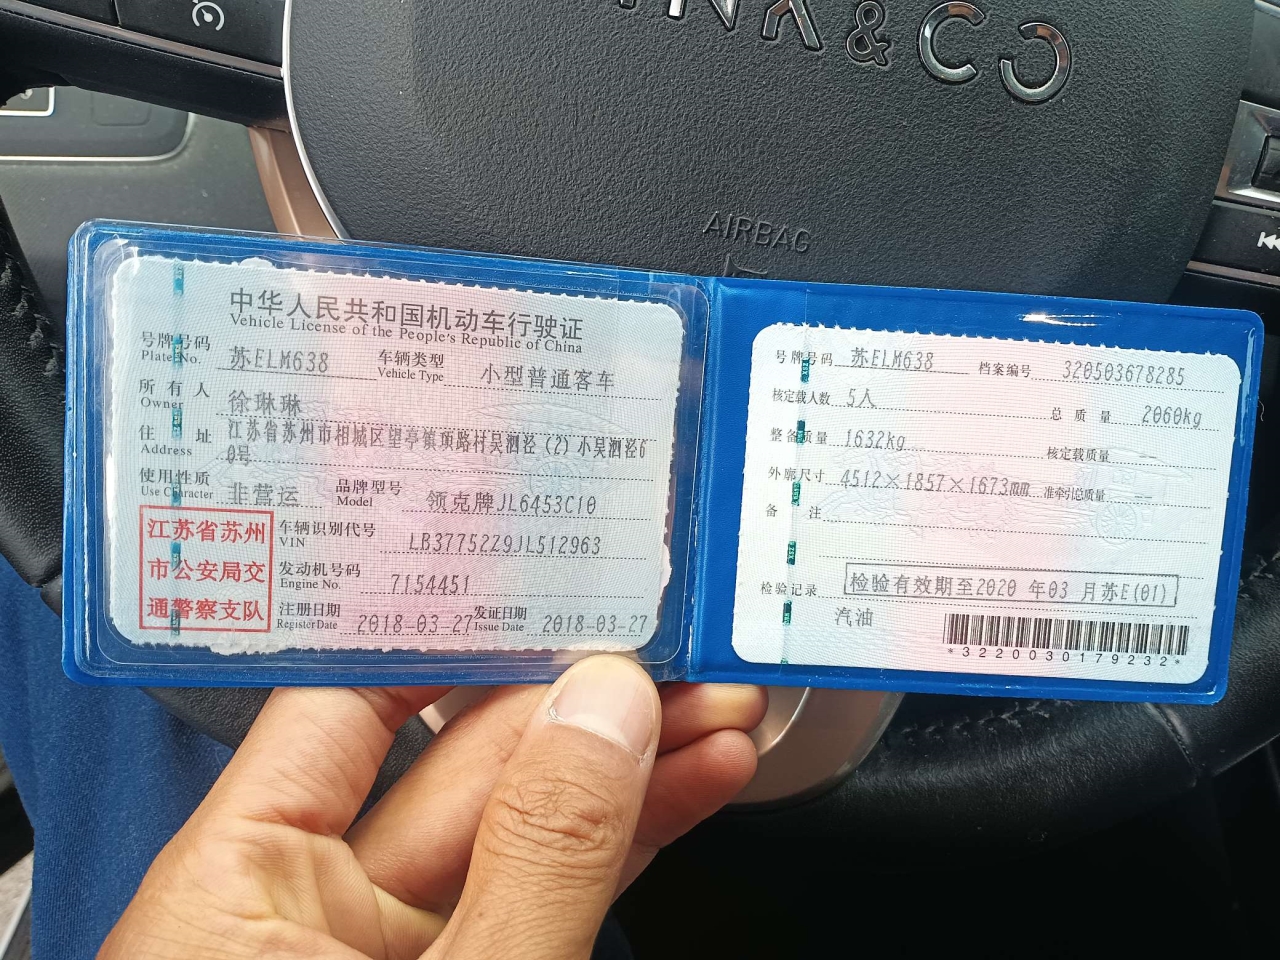 NK & CO
AIRBAG
中华人民共和国机动车行驶证
Vehicle License of the People's Republic of China
号牌号码 苏ELM638 车辆类型 小型普通客车
Plate No. Vehicle Type
所有人 徐琳琳
Owner
住址 江苏省苏州市相城区望亭镇项路村吴泗泾(2)小吴泗泾6
Address 0号
使用性质 非营运 品牌型号 领克牌JL6453C10
Use Character Model
江苏省苏州
市公安局交
通警察支队
车辆识别代号 LB37752Z9JL512963
VIN
发动机号码 7154451
Engine No.
注册日期 2018-03-27 发证日期 2018-03-27
Register Date Issue Date
号牌号码 苏ELM638 档案编号 320503678285
核定载人数 5人 总质量 2060kg
整备质量 1632kg 核定载质量 --
外廓尺寸 4512×1857×1673mm 准牵引总质量 --
备注
检验记录 检验有效期至2020年03月苏E(01)
汽油
*3220030179232*